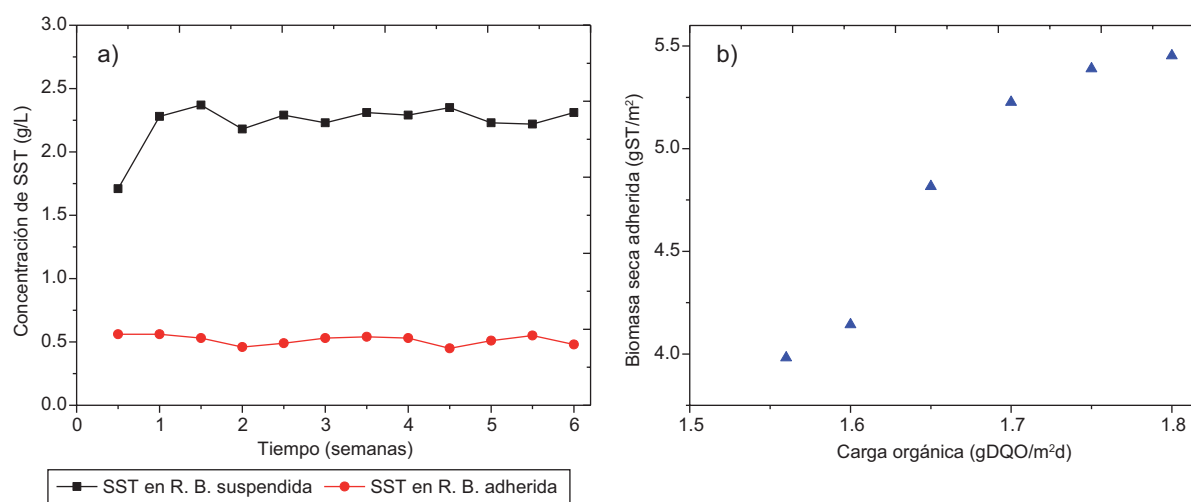 a)
Concentración de SST (g/L)
3.0
2.5
2.0
1.5
1.0
0.5
0.0
0 1 2 3 4 5 6
Tiempo (semanas)
SST en R. B. suspendida SST en R. B. adherida
b)
Biomasa seca adherida (gST/m²)
5.5
5.0
4.5
4.0
1.5 1.6 1.7 1.8
Carga orgánica (gDQO/m²d)